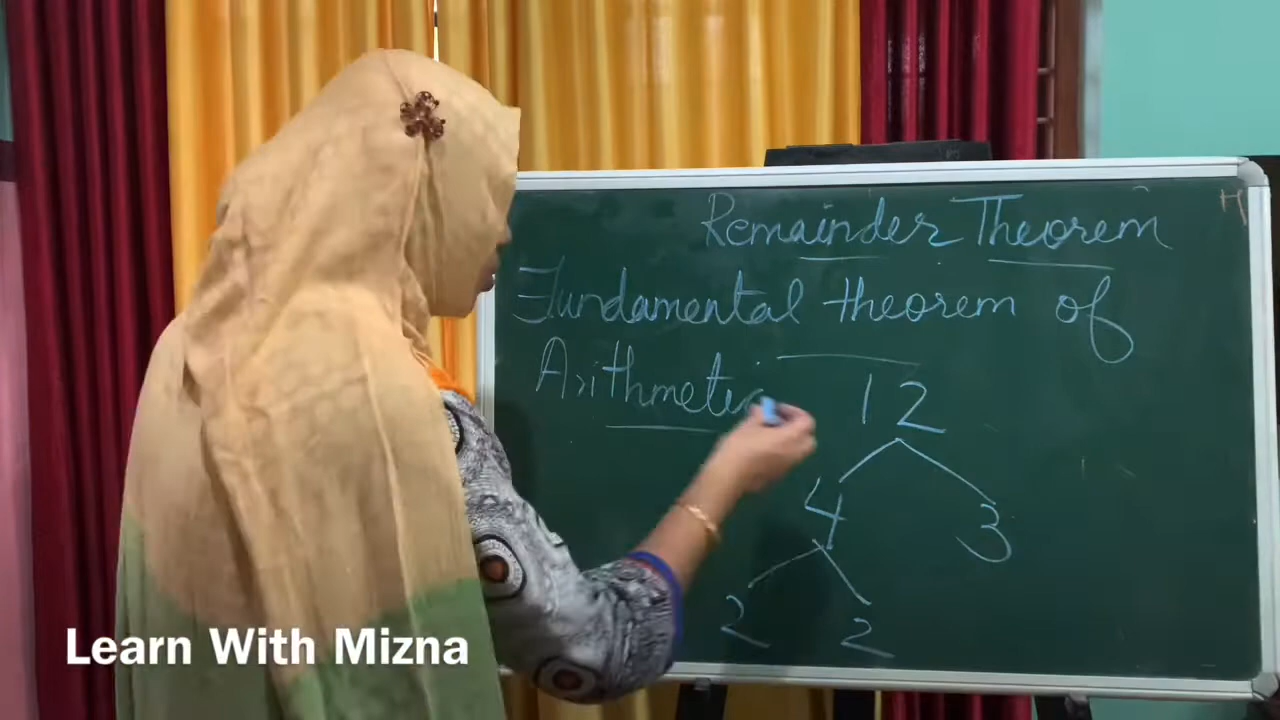 Remainder Theorem
Fundamental theorem of
Arithmetic
12
4 3
2 2
Learn With Mizna